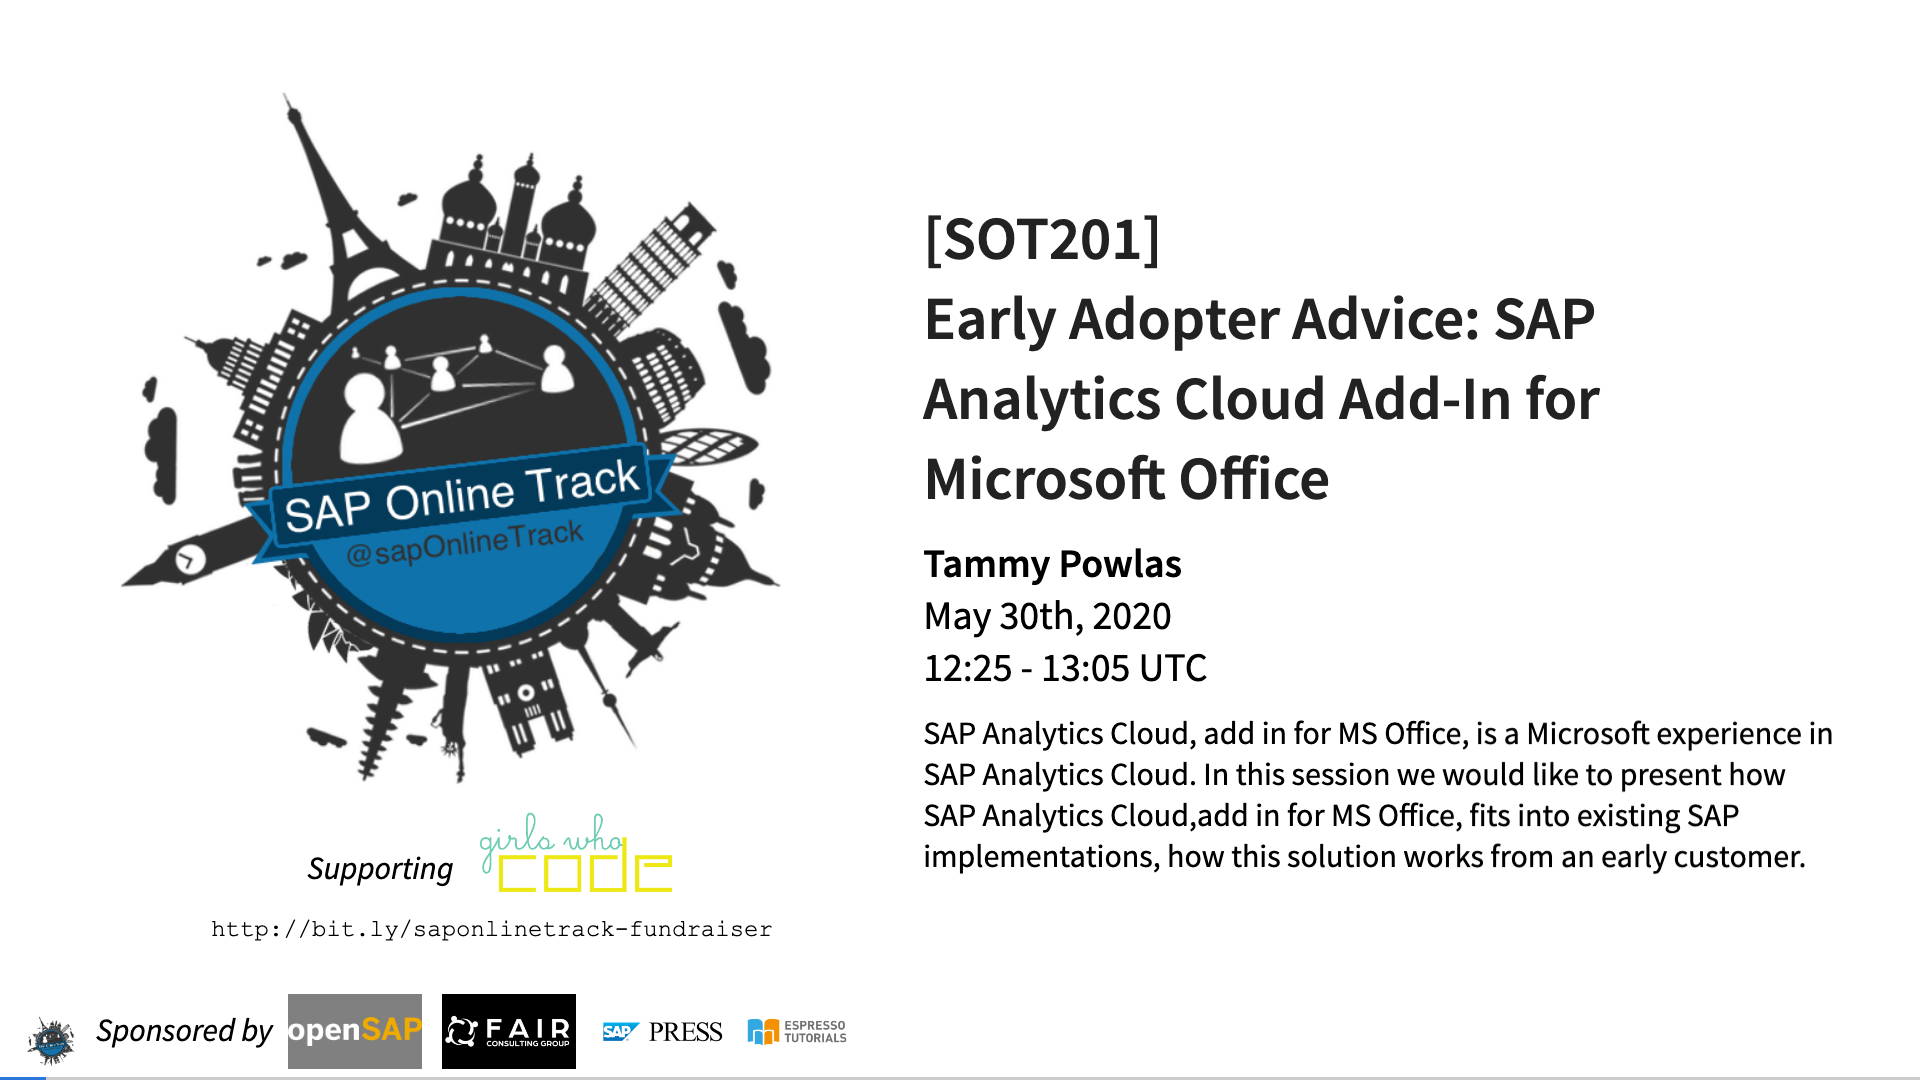 SAP Online Track
@sapOnlineTrack
Supporting
girls who
code
http://bit.ly/saponlinetrack-fundraiser
[SOT201]
Early Adopter Advice: SAP
Analytics Cloud Add-In for
Microsoft Office
Tammy Powlas
May 30th, 2020
12:25 - 13:05 UTC
SAP Analytics Cloud, add in for MS Office, is a Microsoft experience in
SAP Analytics Cloud. In this session we would like to present how
SAP Analytics Cloud,add in for MS Office, fits into existing SAP
implementations, how this solution works from an early customer.
Sponsored by
openSAP
FAIR
CONSULTING GROUP
SAP PRESS
ESPRESSO
TUTORIALS